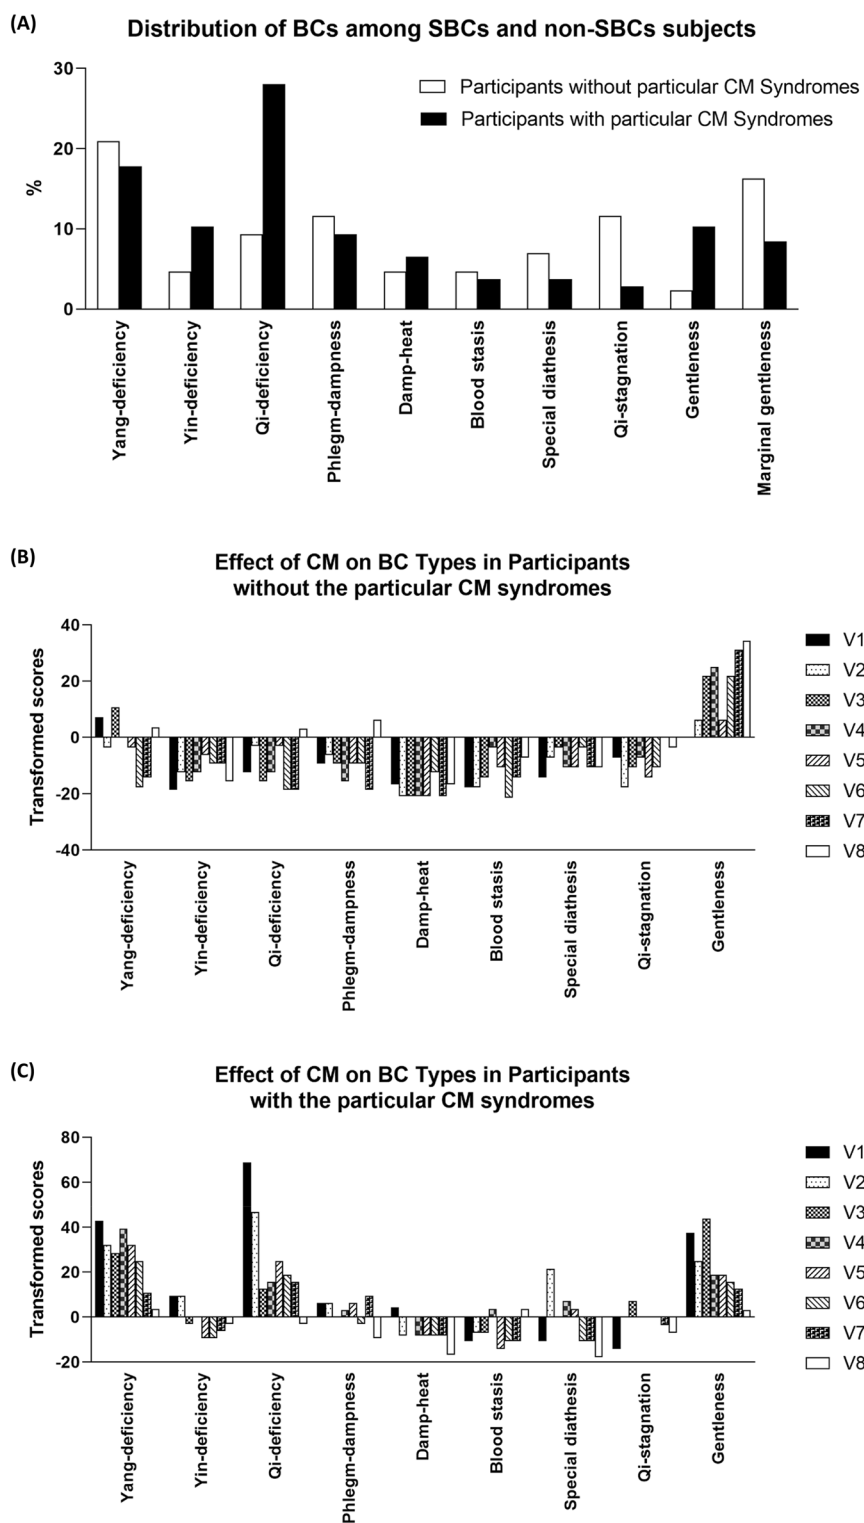 (A)
Distribution of BCs among SBCs and non-SBCs subjects
Participants without particular CM Syndromes
Participants with particular CM Syndromes
%
30
20
10
0
Yang-deficiency
Yin-deficiency
Qi-deficiency
Phlegm-dampness
Damp-heat
Blood stasis
Special diathesis
Qi-stagnation
Gentleness
Marginal gentleness
(B)
Effect of CM on BC Types in Participants
without the particular CM syndromes
Transformed scores
40
20
0
-20
-40
Yang-deficiency
Yin-deficiency
Qi-deficiency
Phlegm-dampness
Damp-heat
Blood stasis
Special diathesis
Qi-stagnation
Gentleness
V1
V2
V3
V4
V5
V6
V7
V8
(C)
Effect of CM on BC Types in Participants
with the particular CM syndromes
Transformed scores
80
60
40
20
0
-20
Yang-deficiency
Yin-deficiency
Qi-deficiency
Phlegm-dampness
Damp-heat
Blood stasis
Special diathesis
Qi-stagnation
Gentleness
V1
V2
V3
V4
V5
V6
V7
V8